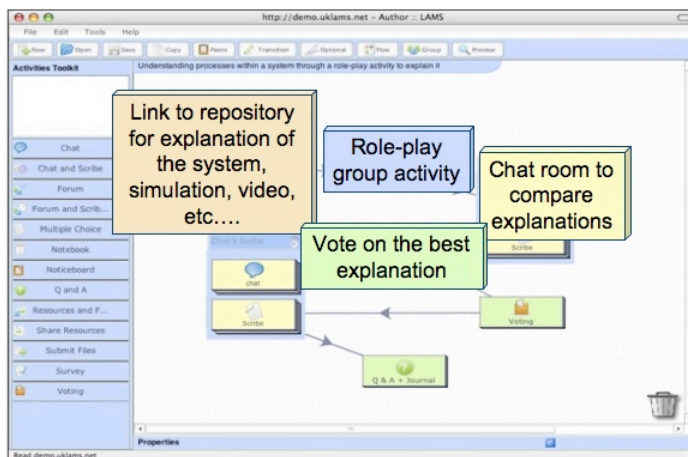 http://demo.uklams.net - Author :: LAMS
File Edit Tools Help
New Open Save Copy Paste Transition Optional Flow Group Preview
Activities Toolkit
Understanding processes within a system through a role-play activity to explain it
Link to repository
for explanation of
the system,
simulation, video,
etc....
Role-play
group activity
Chat room to
compare
explanations
Vote on the best
explanation
Chat
Chat and Scribe
Forum
Forum and Scrib...
Multiple Choice
Notebook
Noticeboard
Q and A
Resources and F...
Share Resources
Submit Files
Survey
Voting
Scribe
Chat & Scribe
chat
Scribe
Voting
Q & A + Journal
Properties
Read demo.uklams.net